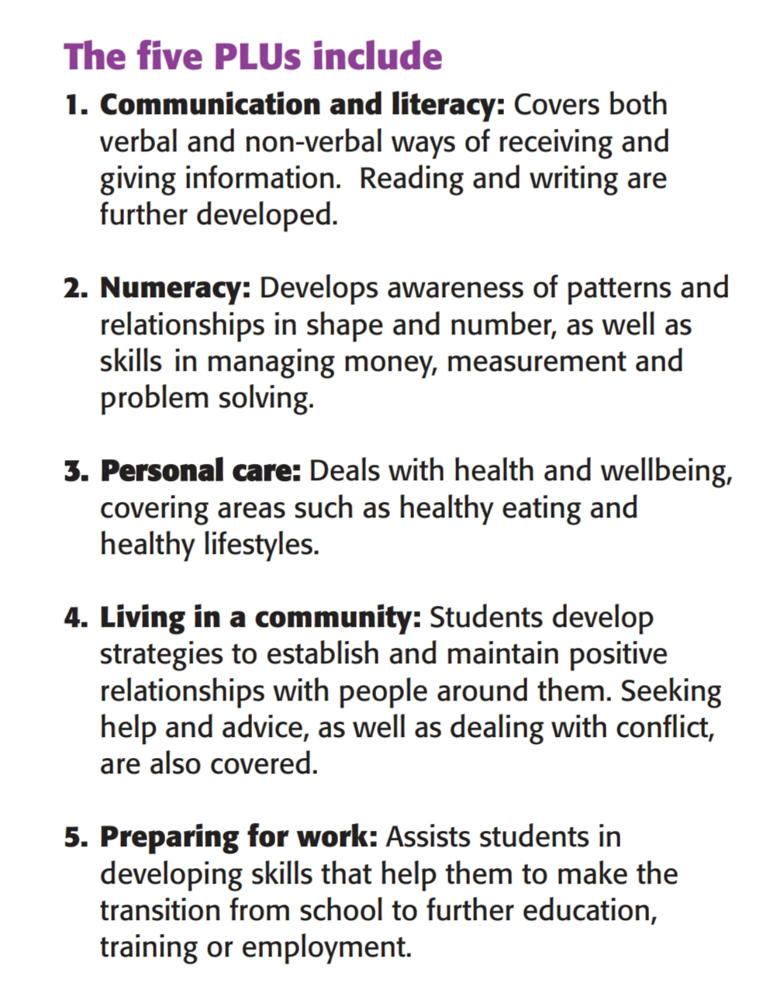 The five PLUs include
1. Communication and literacy: Covers both
verbal and non-verbal ways of receiving and
giving information.  Reading and writing are
further developed.
2. Numeracy: Develops awareness of patterns and
relationships in shape and number, as well as
skills in managing money, measurement and
problem solving.
3. Personal care: Deals with health and wellbeing,
covering areas such as healthy eating and
healthy lifestyles.
4. Living in a community: Students develop
strategies to establish and maintain positive
relationships with people around them. Seeking
help and advice, as well as dealing with conflict,
are also covered.
5. Preparing for work: Assists students in
developing skills that help them to make the
transition from school to further education,
training or employment.